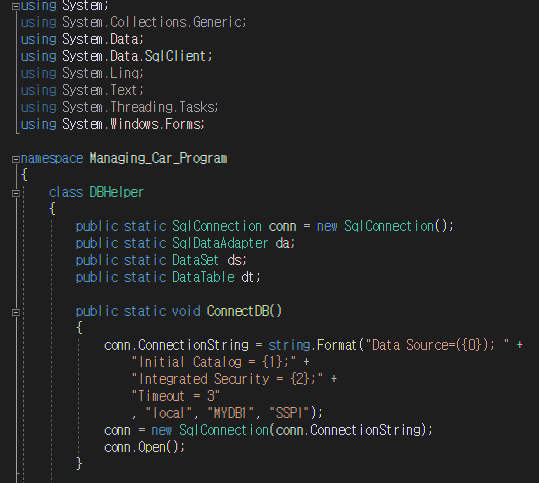 using System;
using System.Collections.Generic;
using System.Data;
using System.Data.SqlClient;
using System.Linq;
using System.Text;
using System.Threading.Tasks;
using System.Windows.Forms;
namespace Managing_Car_Program
{
class DBHelper
{
public static SqlConnection conn = new SqlConnection();
public static SqlDataAdapter da;
public static DataSet ds;
public static DataTable dt;
public static void ConnectDB()
{
conn.ConnectionString = string.Format("Data Source=({0}); " +
"Initial Catalog = {1};" +
"Integrated Security = {2};" +
"Timeout = 3"
, "local", "MYDB1", "SSPI");
conn = new SqlConnection(conn.ConnectionString);
conn.Open();
}